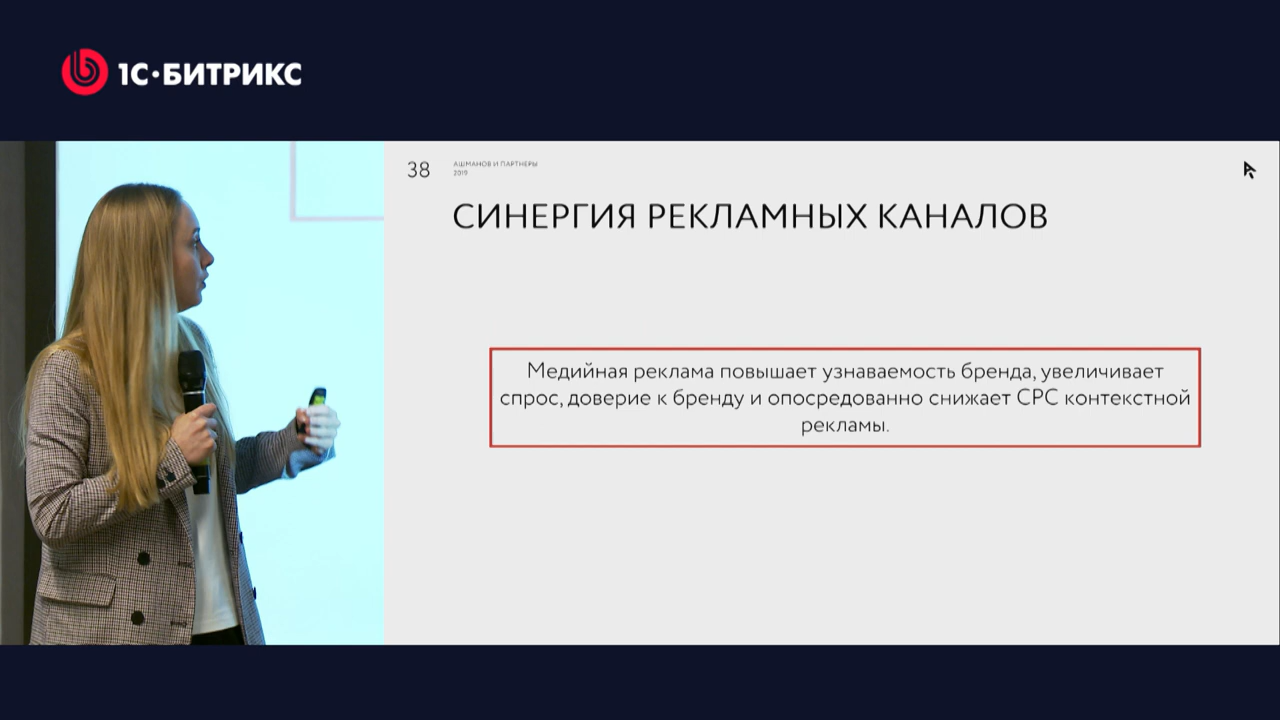 1С·БИТРИКС
38
АШМАНОВ И ПАРТНЕРЫ
2019
СИНЕРГИЯ РЕКЛАМНЫХ КАНАЛОВ
Медийная реклама повышает узнаваемость бренда, увеличивает
спрос, доверие к бренду и опосредованно снижает CPC контекстной
рекламы.